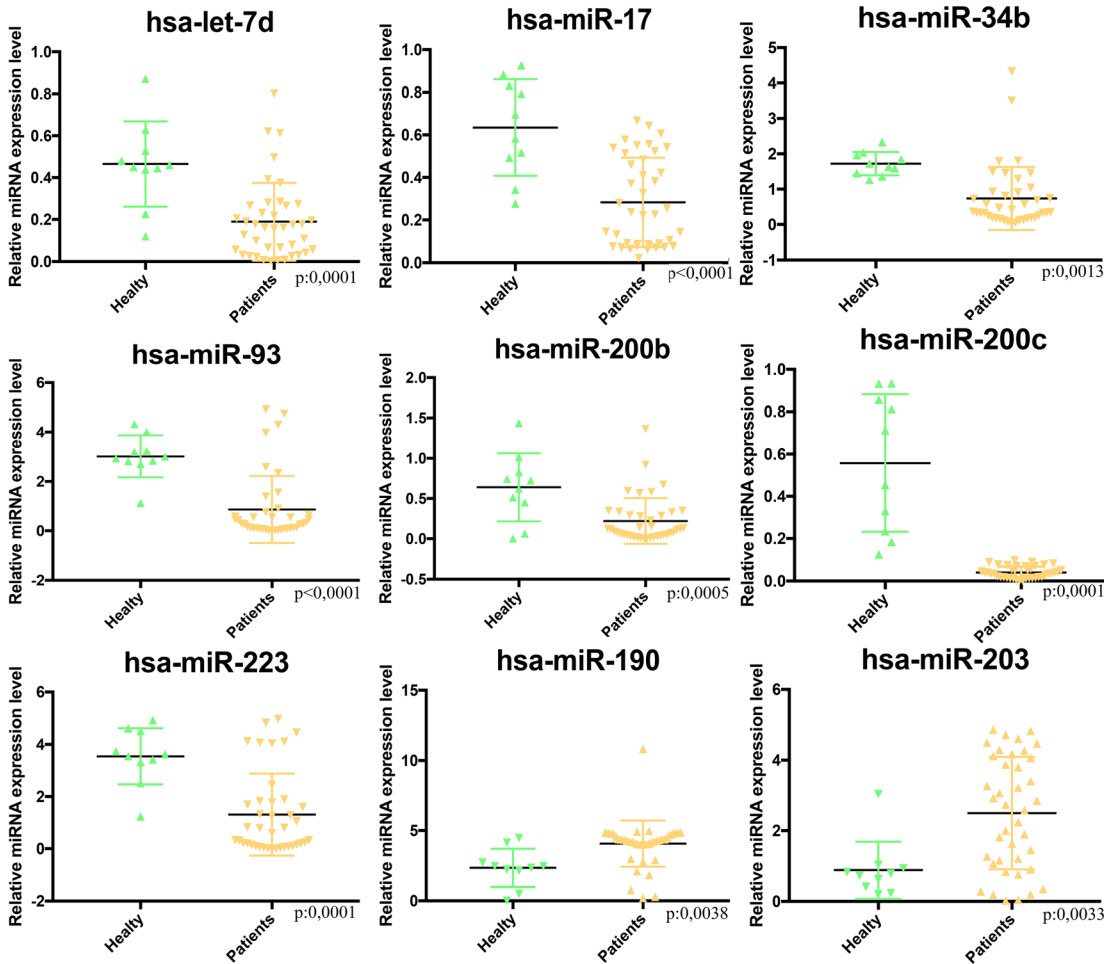 hsa-let-7d
Relative miRNA expression level
1.0
0.8
0.6
0.4
0.2
0.0
Healty
Patients
p:0,0001
hsa-miR-17
Relative miRNA expression level
1.0
0.8
0.6
0.4
0.2
0.0
Healty
Patients
p<0,0001
hsa-miR-34b
Relative miRNA expression level
5
4
3
2
1
0
-1
Healty
Patients
p:0,0013
hsa-miR-93
Relative miRNA expression level
6
4
2
0
-2
Healty
Patients
p<0,0001
hsa-miR-200b
Relative miRNA expression level
2.0
1.5
1.0
0.5
0.0
-0.5
Healty
Patients
p:0,0005
hsa-miR-200c
Relative miRNA expression level
1.0
0.8
0.6
0.4
0.2
0.0
Healty
Patients
p:0,0001
hsa-miR-223
Relative miRNA expression level
6
4
2
0
-2
Healty
Patients
p:0,0001
hsa-miR-190
Relative miRNA expression level
15
10
5
0
Healty
Patients
p:0,0038
hsa-miR-203
Relative miRNA expression level
6
4
2
0
Healty
Patients
p:0,0033